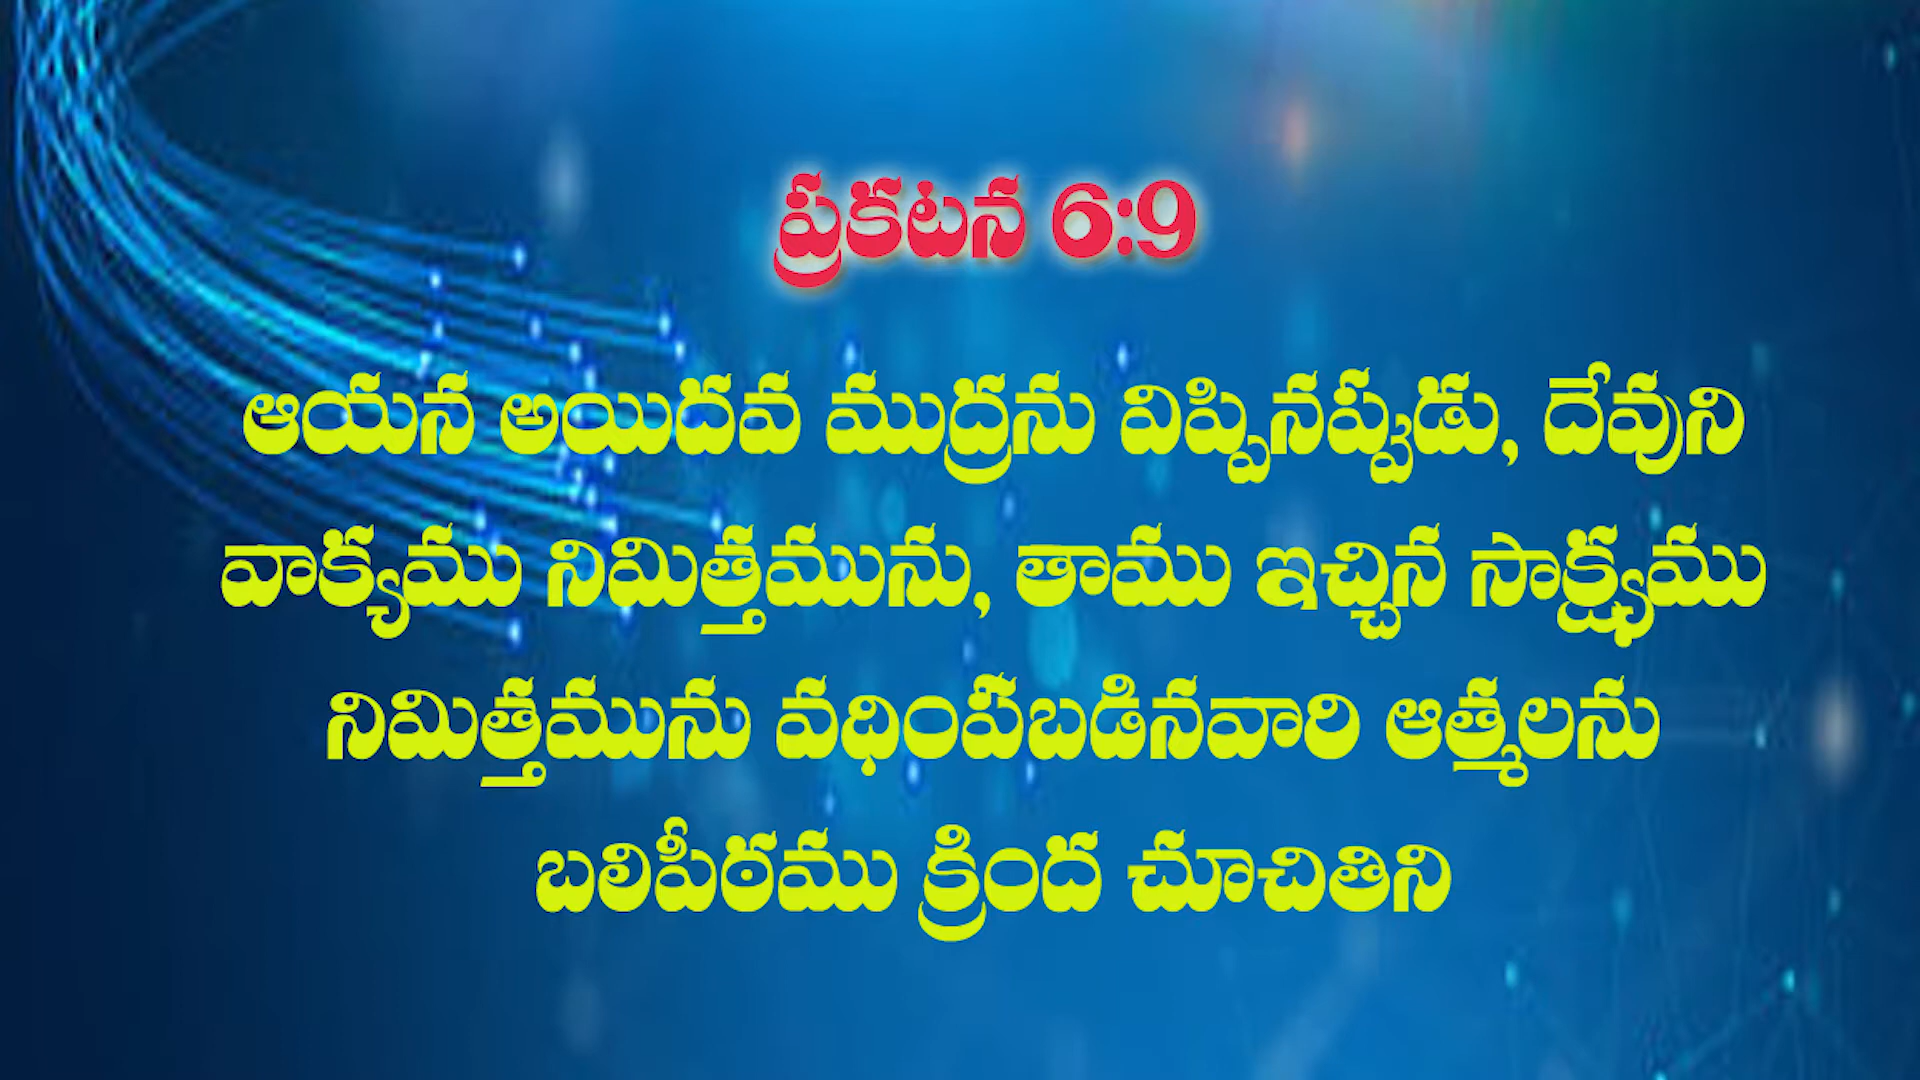 ప్రకటన 6:9
ఆయన అయిదవ ముద్రను విప్పినప్పుడు, దేవుని
వాక్యము నిమిత్తమును, తాము ఇచ్చిన సాక్ష్యము
నిమిత్తమును వధింప్‌బడినవారి ఆత్మలను
బలిపీఠము క్రింద చూచితిని